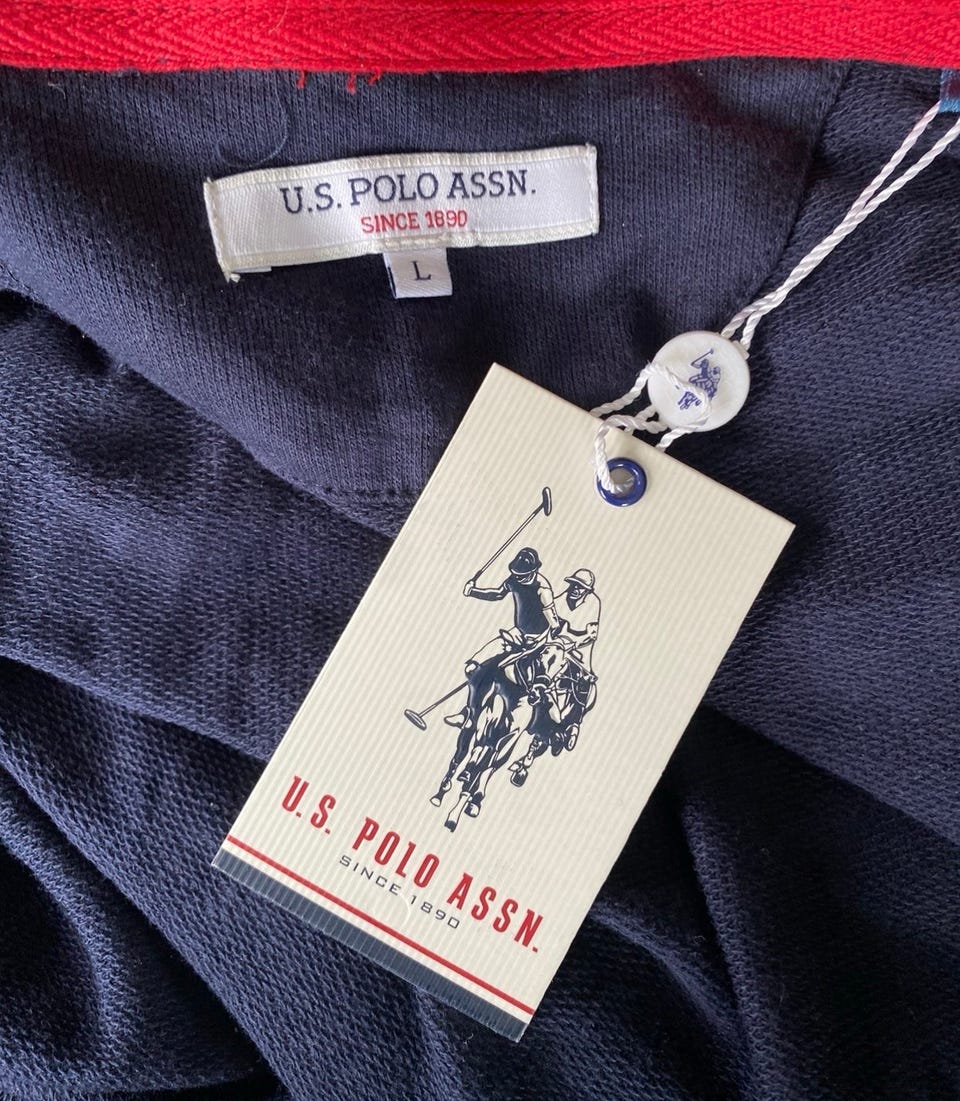 U.S. POLO ASSN.
SINCE 1890
L
U.S. POLO ASSN.
SINCE 1890